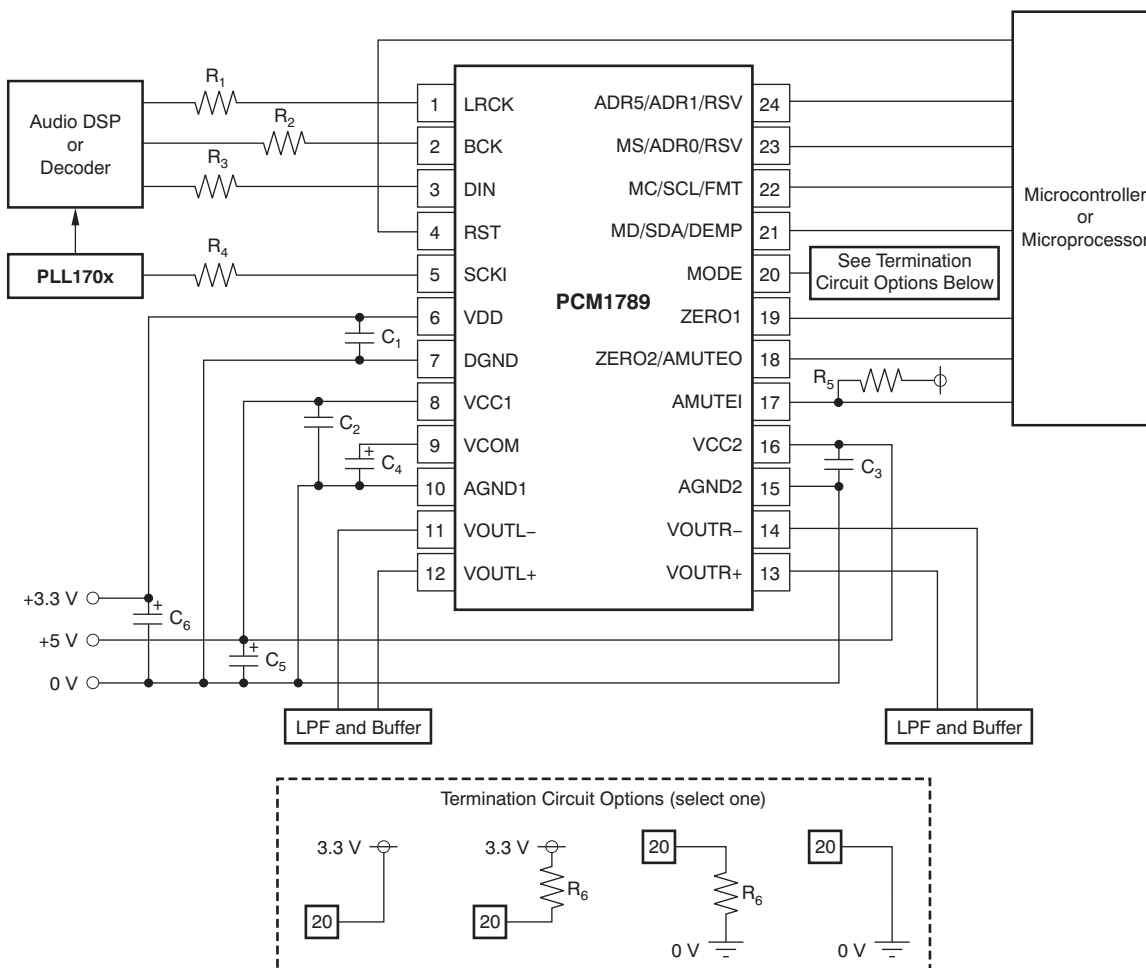 Audio DSP
or
Decoder
PLL170x
R1
R2
R3
R4
1 LRCK
2 BCK
3 DIN
4 RST
5 SCKI
6 VDD
7 DGND
8 VCC1
9 VCOM
10 AGND1
11 VOUTL−
12 VOUTL+
PCM1789
ADR5/ADR1/RSV 24
MS/ADR0/RSV 23
MC/SCL/FMT 22
MD/SDA/DEMP 21
MODE 20
ZERO1 19
ZERO2/AMUTEO 18
AMUTEI 17
VCC2 16
AGND2 15
VOUTR− 14
VOUTR+ 13
Microcontroller
or
Microprocessor
See Termination
Circuit Options Below
R5
C1
C2
+
C4
C3
+3.3 V
+
C6
+5 V
+
C5
0 V
LPF and Buffer
LPF and Buffer
Termination Circuit Options (select one)
3.3 V
20
3.3 V
R6
20
20
R6
0 V
20
0 V